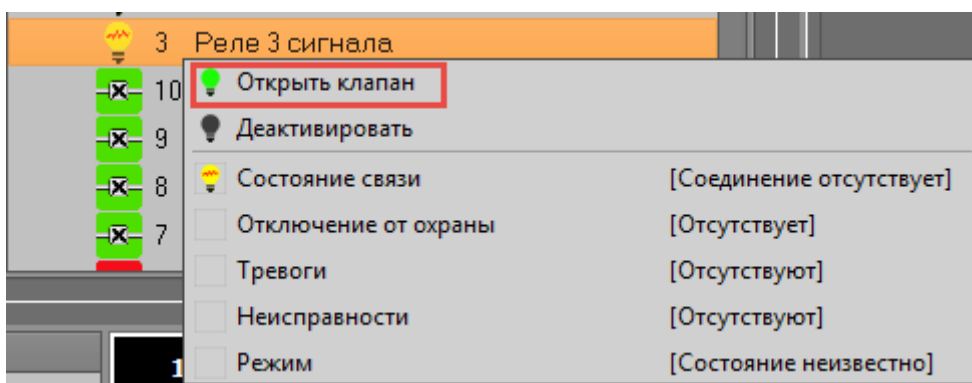 3 Реле 3 сигнала
10 Открыть клапан
9 Деактивировать
8 Состояние связи [Соединение отсутствует]
7 Отключение от охраны [Отсутствует]
Тревоги [Отсутствуют]
Неисправности [Отсутствуют]
1 Режим [Состояние неизвестно]